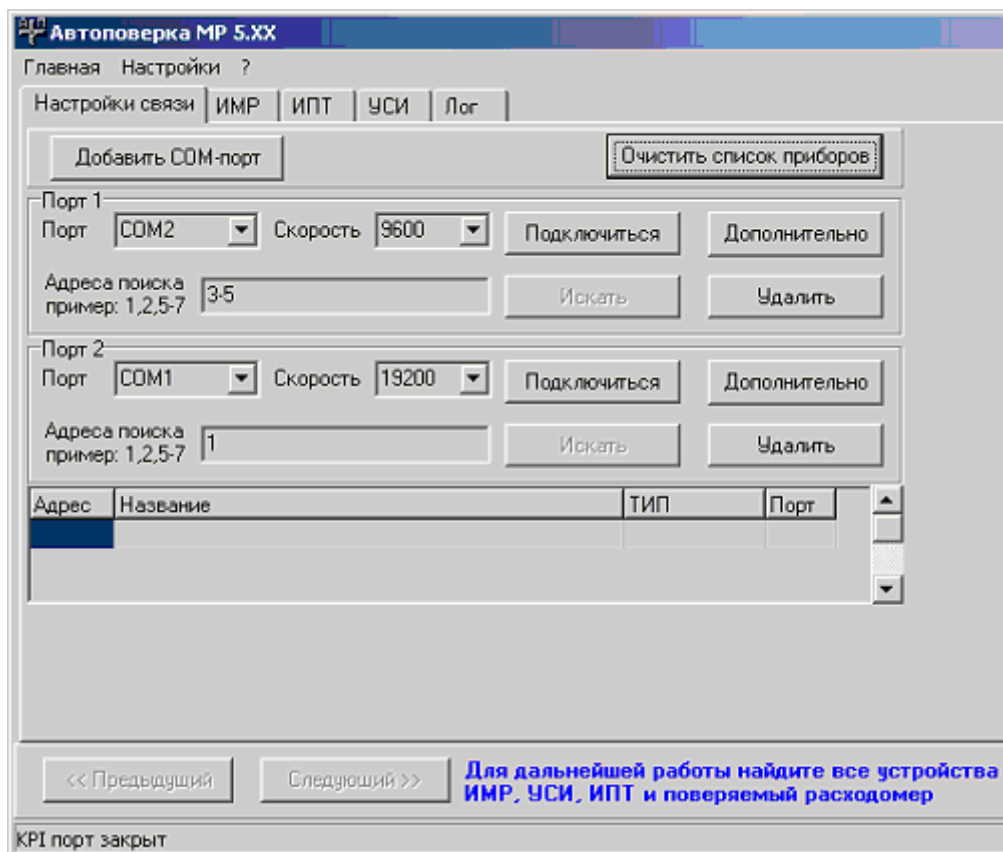 Автоповерка МР 5.XX
Главная Настройки ?
Настройки связи ИМР ИПТ УСИ Лог
Добавить COM-порт Очистить список приборов
Порт 1
Порт COM2 Скорость 9600 Подключиться Дополнительно
Адреса поиска
пример: 1,2,5-7 3-5 Искать Удалить
Порт 2
Порт COM1 Скорость 19200 Подключиться Дополнительно
Адреса поиска
пример: 1,2,5-7 1 Искать Удалить
Адрес Название ТИП Порт
<< Предыдущий Следующий >> Для дальнейшей работы найдите все устройства
ИМР, УСИ, ИПТ и поверяемый расходомер
KPI порт закрыт